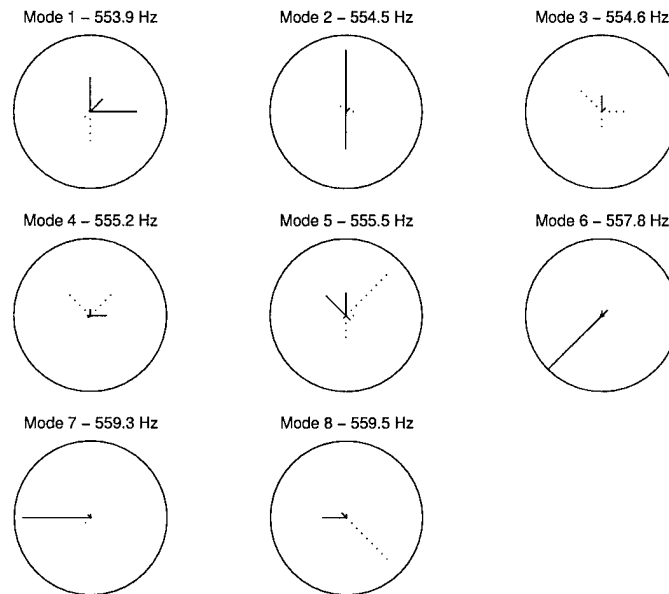 Mode 1 – 553.9 Hz
Mode 2 – 554.5 Hz
Mode 3 – 554.6 Hz
Mode 4 – 555.2 Hz
Mode 5 – 555.5 Hz
Mode 6 – 557.8 Hz
Mode 7 – 559.3 Hz
Mode 8 – 559.5 Hz